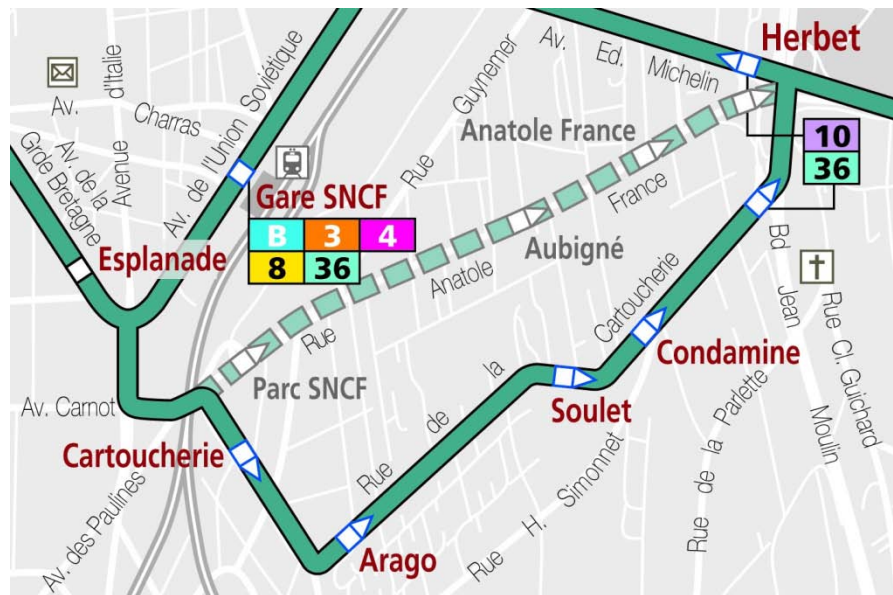 Herbet
Av. Ed. Michelin
10
36
Av. Charras
Avenue d'Italie
Av. de la Grde Bretagne
Av. de l'Union Soviétique
Rue Guynemer
Anatole France
Gare SNCF
B 3 4
8 36
Esplanade
Rue Anatole France
Aubigné
Parc SNCF
Av. Carnot
Cartoucherie
Av. des Paulines
Arago
Rue de la Cartoucherie
Soulet
Condamine
Rue H. Simonnet
Rue de la Parlette
Bd Jean Moulin
Rue Cl. Guichard